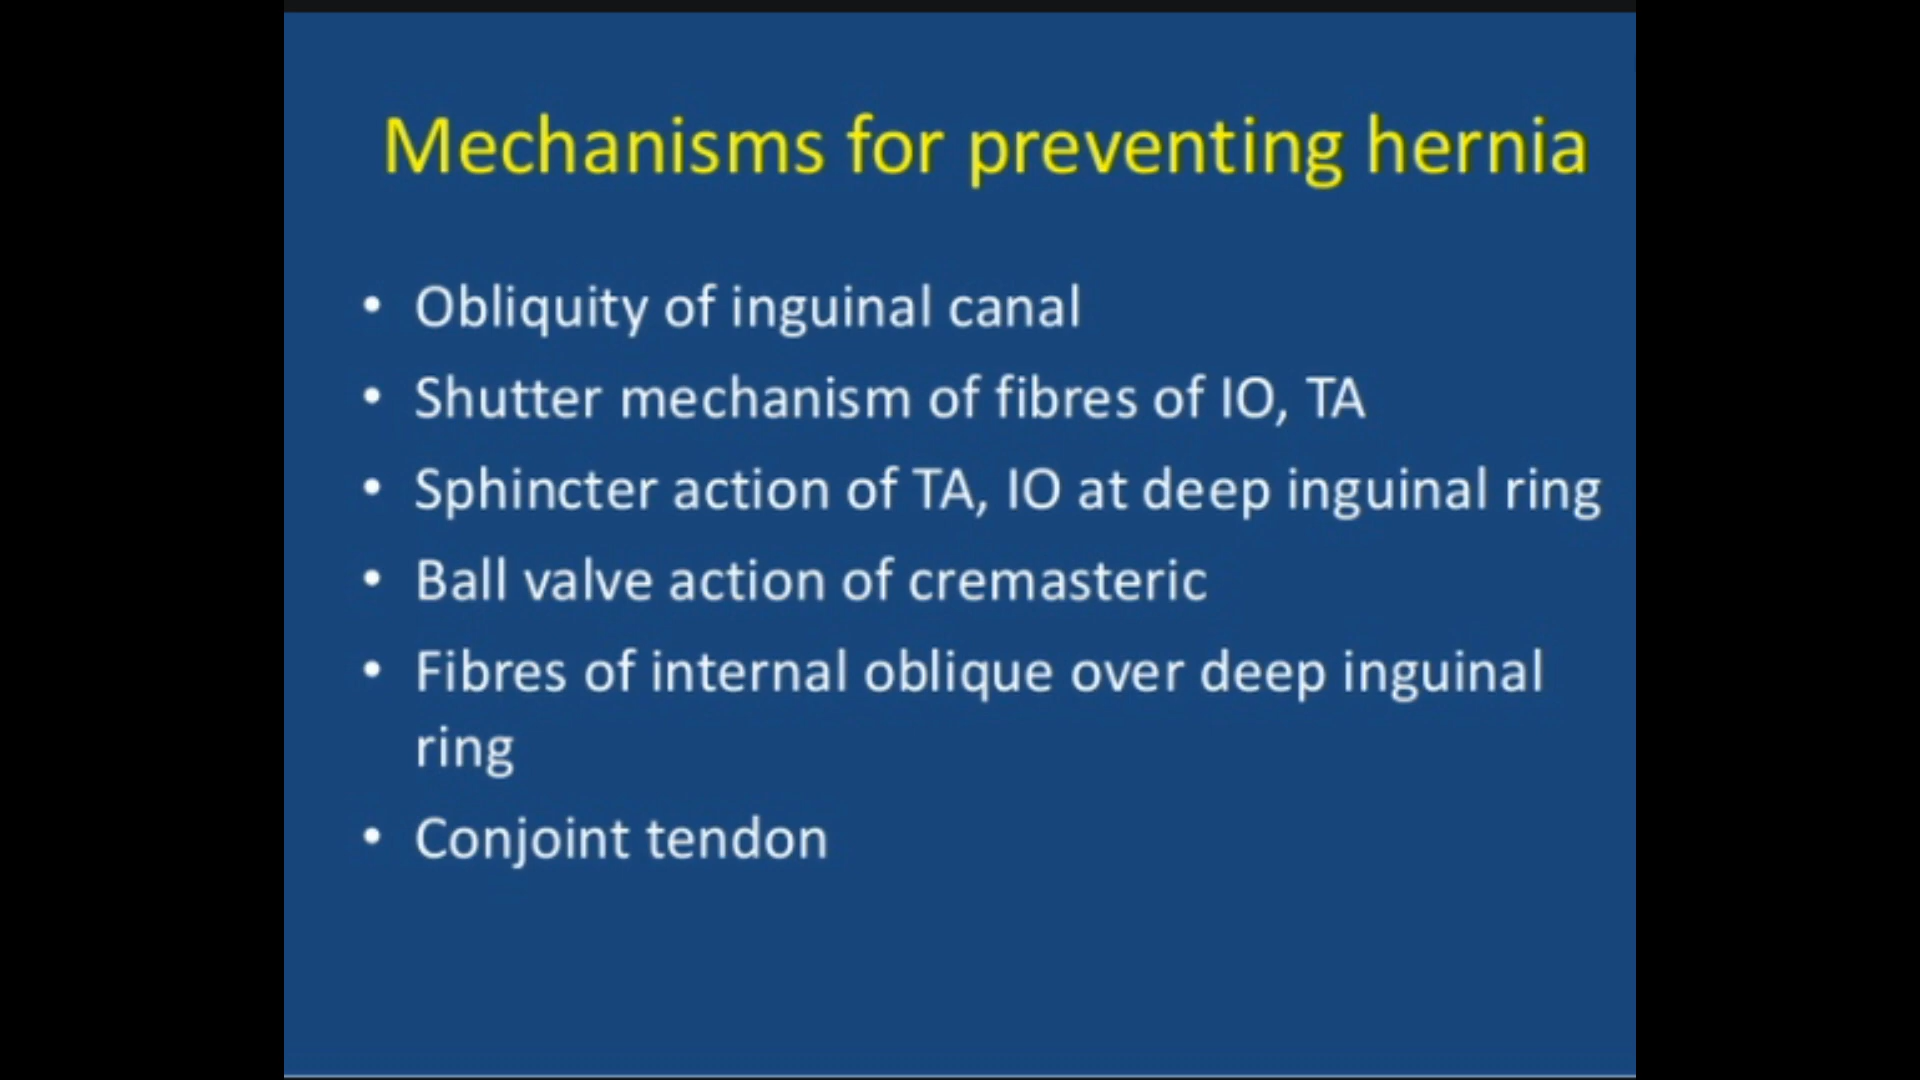 Mechanisms for preventing hernia
• Obliquity of inguinal canal
• Shutter mechanism of fibres of IO, TA
• Sphincter action of TA, IO at deep inguinal ring
• Ball valve action of cremasteric
• Fibres of internal oblique over deep inguinal
ring
• Conjoint tendon